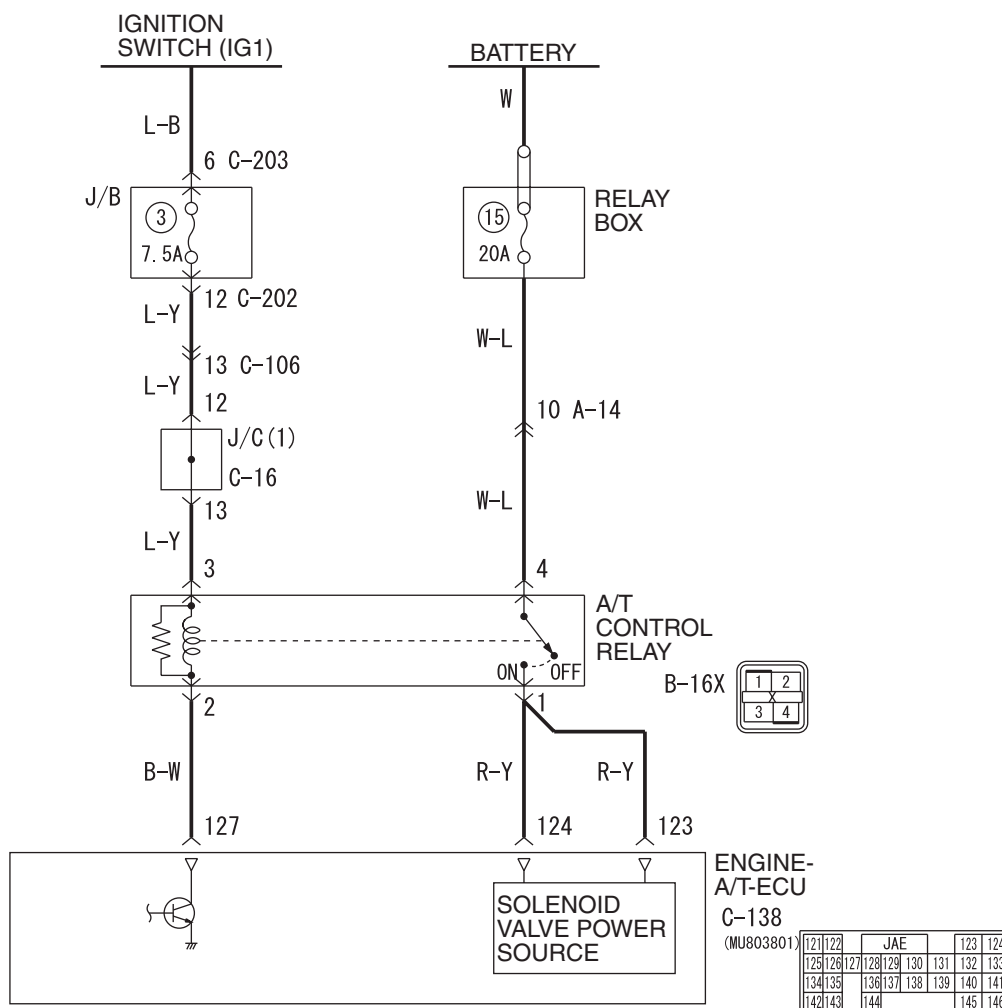 IGNITION
SWITCH (IG1)
BATTERY
W
L-B
6 C-203
J/B
3
7.5A
15
20A
RELAY
BOX
12 C-202
L-Y
13 C-106
L-Y
12
J/C(1)
C-16
13
L-Y
3
W-L
10 A-14
W-L
4
A/T
CONTROL
RELAY
ON
OFF
B-16X
1 2
X
3 4
2
1
B-W
R-Y
R-Y
127
124
123
ENGINE-
A/T-ECU
C-138
(MU803801)
SOLENOID
VALVE POWER
SOURCE
121 122 JAE 123 124
125 126 127 128 129 130 131 132 133
134 135 136 137 138 139 140 141
142 143 144 145 146